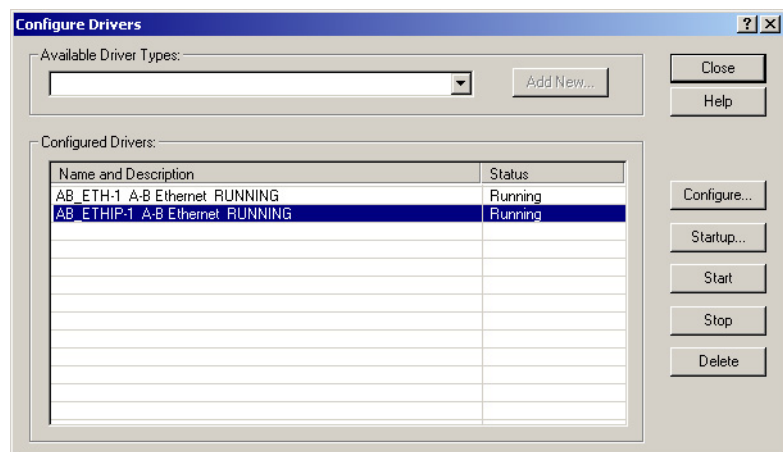 Configure Drivers
Available Driver Types:
Add New...
Close
Help
Configured Drivers:
Name and Description Status
AB_ETH-1 A-B Ethernet RUNNING Running
AB_ETHIP-1 A-B Ethernet RUNNING Running
Configure...
Startup...
Start
Stop
Delete